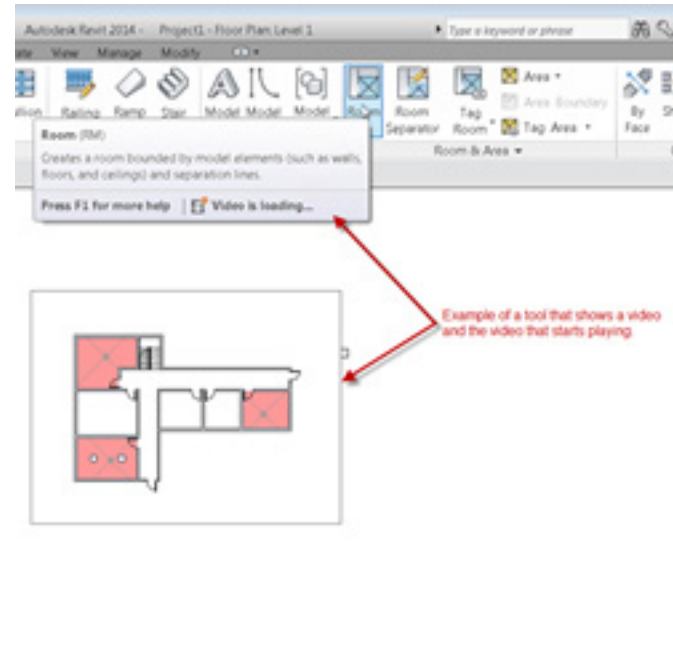 Autodesk Revit 2014 - Project1 - Floor Plan: Level 1
Type a keyword or phrase
View Manage Modify
Railing Ramp Stair Model Model Model Room Room Separator Tag Room
Area
Area Boundary
Tag Area
By Face
Room & Area
Room (RM)
Creates a room bounded by model elements (such as walls,
floors, and ceilings) and separation lines.
Press F1 for more help
Video is loading...
Example of a tool that shows a video
and the video that starts playing.